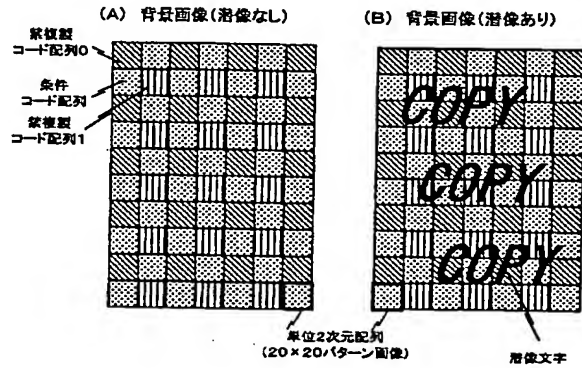 (A) 背景画像(潜像なし)
(B) 背景画像(潜像あり)
禁複製
コード配列0
条件
コード配列
禁複製
コード配列1
COPY
COPY
COPY
単位2次元配列
(20×20パターン画像)
潜像文字